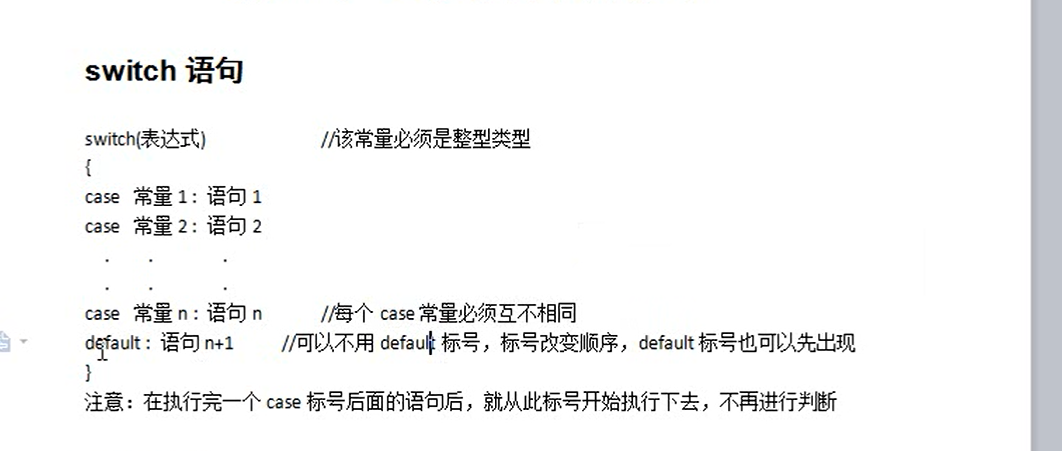 switch 语句
switch(表达式) //该常量必须是整型类型
{
case 常量 1： 语句 1
case 常量 2： 语句 2
. . .
. . .
case 常量 n： 语句 n //每个 case 常量必须互不相同
default： 语句 n+1 //可以不用 default 标号，标号改变顺序，default 标号也可以先出现
}
注意：在执行完一个 case 标号后面的语句后，就从此标号开始执行下去，不再进行判断